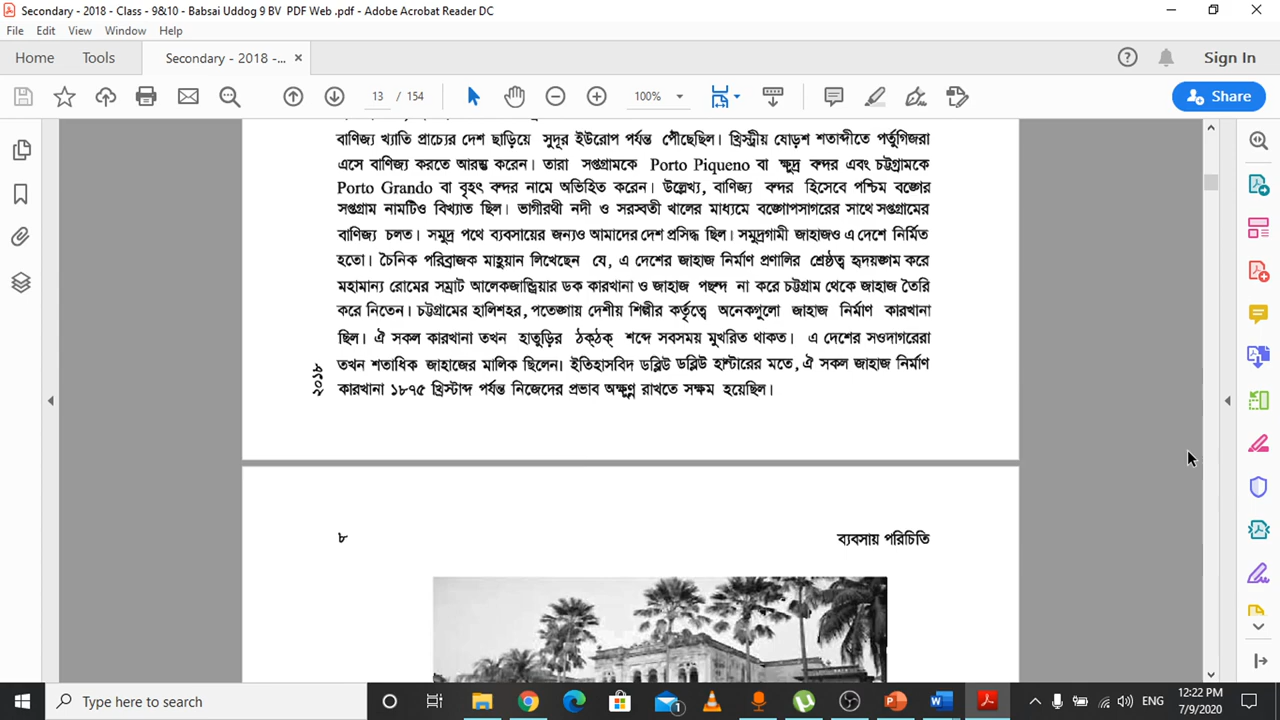 Secondary - 2018 - Class - 9&10 - Babsai Uddog 9 BV PDF Web .pdf - Adobe Acrobat Reader DC
File Edit View Window Help
Home Tools Secondary - 2018 -... × Sign In
13 / 154 100% Share
বাণিজ্য খ্যাতি প্রাচ্যের দেশ ছাড়িয়ে সুদূর ইউরোপ পর্যন্ত পৌঁছেছিল। খ্রিস্ট্রীয় ষোড়শ শতাব্দীতে পর্তুগিজরা
এসে বাণিজ্য করতে আরম্ভ করেন। তারা সপ্তগ্রামকে Porto Piqueno বা ক্ষুদ্র বন্দর এবং চট্টগ্রামকে
Porto Grando বা বৃহৎ বন্দর নামে অভিহিত করেন। উল্লেখ্য, বাণিজ্য বন্দর হিসেবে পশ্চিম বঙ্গের
সপ্তগ্রাম নামটিও বিখ্যাত ছিল। ভাগীরথী নদী ও সরস্বতী খালের মাধ্যমে বঙ্গোপসাগরের সাথে সপ্তগ্রামের
বাণিজ্য চলত। সমুদ্র পথে ব্যবসায়ের জন্যও আমাদের দেশ প্রসিদ্ধ ছিল। সমুদ্রগামী জাহাজও এ দেশে নির্মিত
হতো। চৈনিক পরিব্রাজক মাহুয়ান লিখেছেন যে, এ দেশের জাহাজ নির্মাণ প্রণালির শ্রেষ্ঠত্ব হৃদয়ঙ্গম করে
মহামান্য রোমের সম্রাট আলেকজান্ড্রিয়ার ডক কারখানা ও জাহাজ পছন্দ না করে চট্টগ্রাম থেকে জাহাজ তৈরি
করে নিতেন। চট্টগ্রামের হালিশহর, পতেঙ্গায় দেশীয় শিল্পীর কর্তৃত্বে অনেকগুলো জাহাজ নির্মাণ কারখানা
ছিল। ঐ সকল কারখানা তখন হাতুড়ির ঠক্‌ঠক্ শব্দে সবসময় মুখরিত থাকত। এ দেশের সওদাগরেরা
তখন শতাধিক জাহাজের মালিক ছিলেন। ইতিহাসবিদ ডব্লিউ ডব্লিউ হান্টারের মতে, ঐ সকল জাহাজ নির্মাণ
কারখানা ১৮৭৫ খ্রিস্টাব্দ পর্যন্ত নিজেদের প্রভাব অক্ষুণ্ণ রাখতে সক্ষম হয়েছিল।
২০১৮
৮ ব্যবসায় পরিচিতি
Type here to search
ENG
12:22 PM
7/9/2020